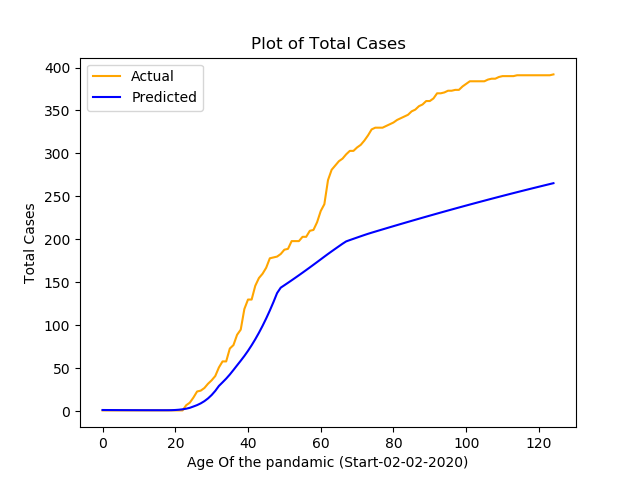 Plot of Total Cases
Actual
Predicted
Total Cases
400
350
300
250
200
150
100
50
0
0 20 40 60 80 100 120
Age Of the pandamic (Start-02-02-2020)